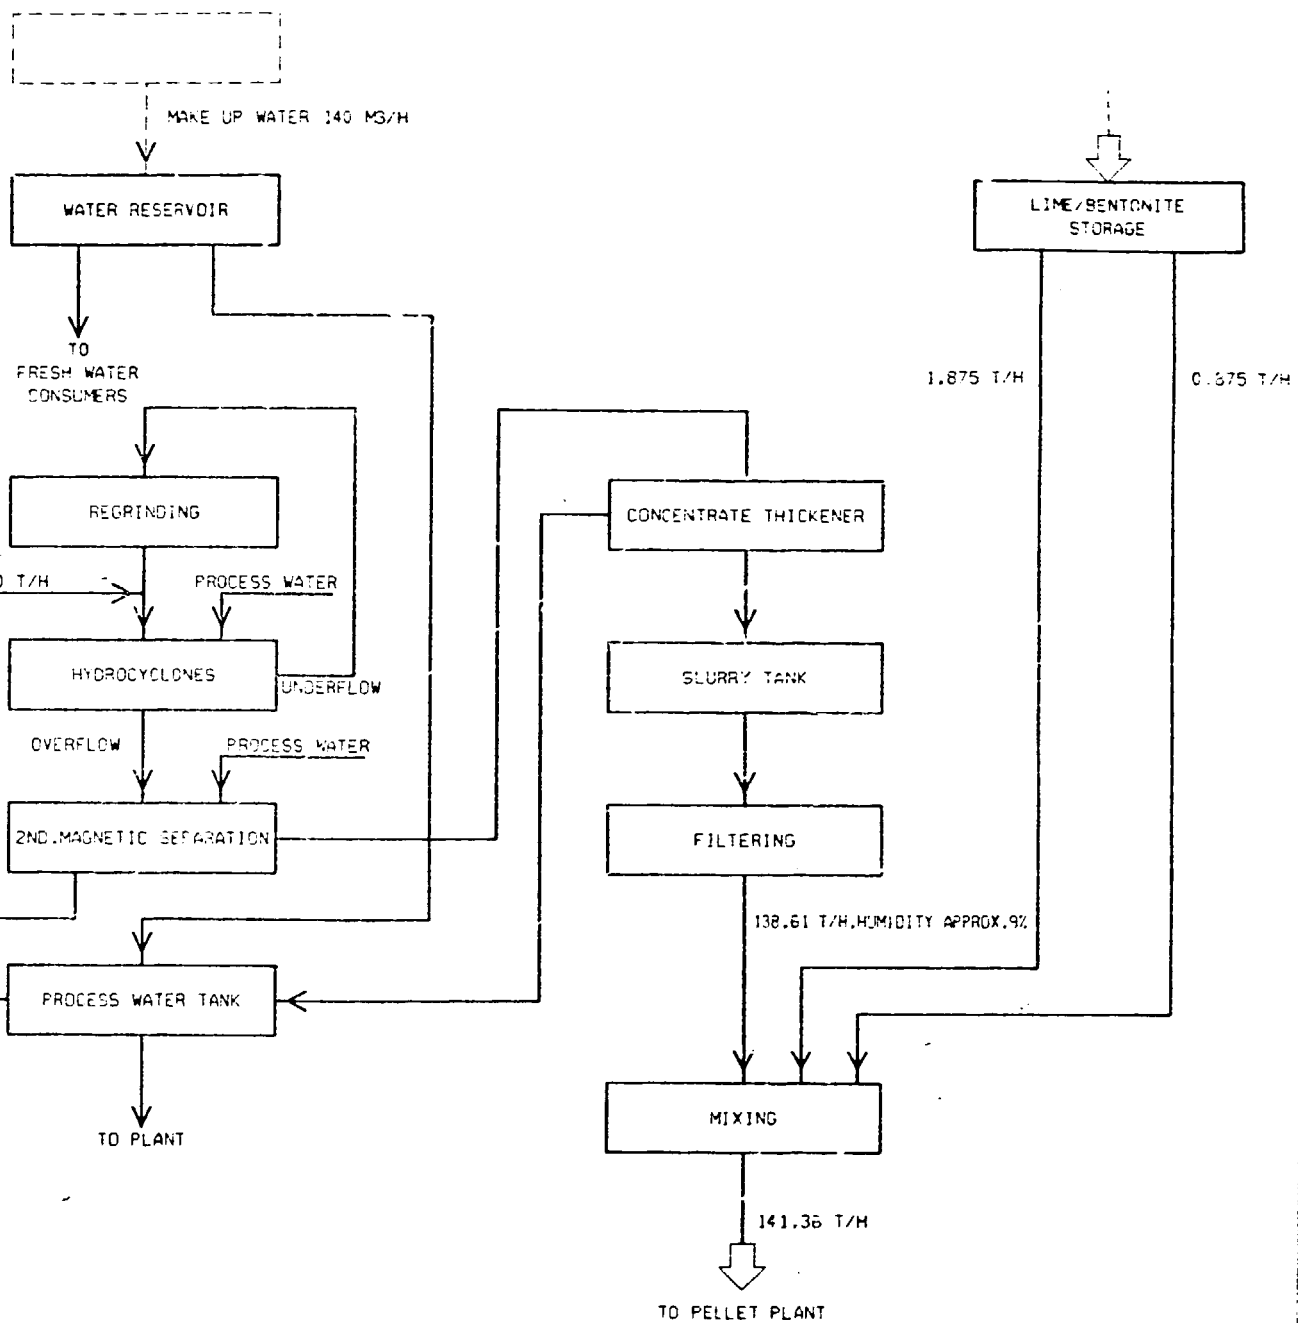 MAKE UP WATER 140 M3/H
WATER RESERVOIR
LIME/BENTONITE
STORAGE
TO
FRESH WATER
CONSUMERS
1.875 T/H
0.875 T/H
REGRINDING
CONCENTRATE THICKENER
T/H
PROCESS WATER
HYDROCYCLONES
UNDERFLOW
SLURRY TANK
OVERFLOW
PROCESS WATER
2ND.MAGNETIC SEPARATION
FILTERING
138.61 T/H.HUMIDITY APPROX.9%
PROCESS WATER TANK
MIXING
TO PLANT
141.36 T/H
TO PELLET PLANT